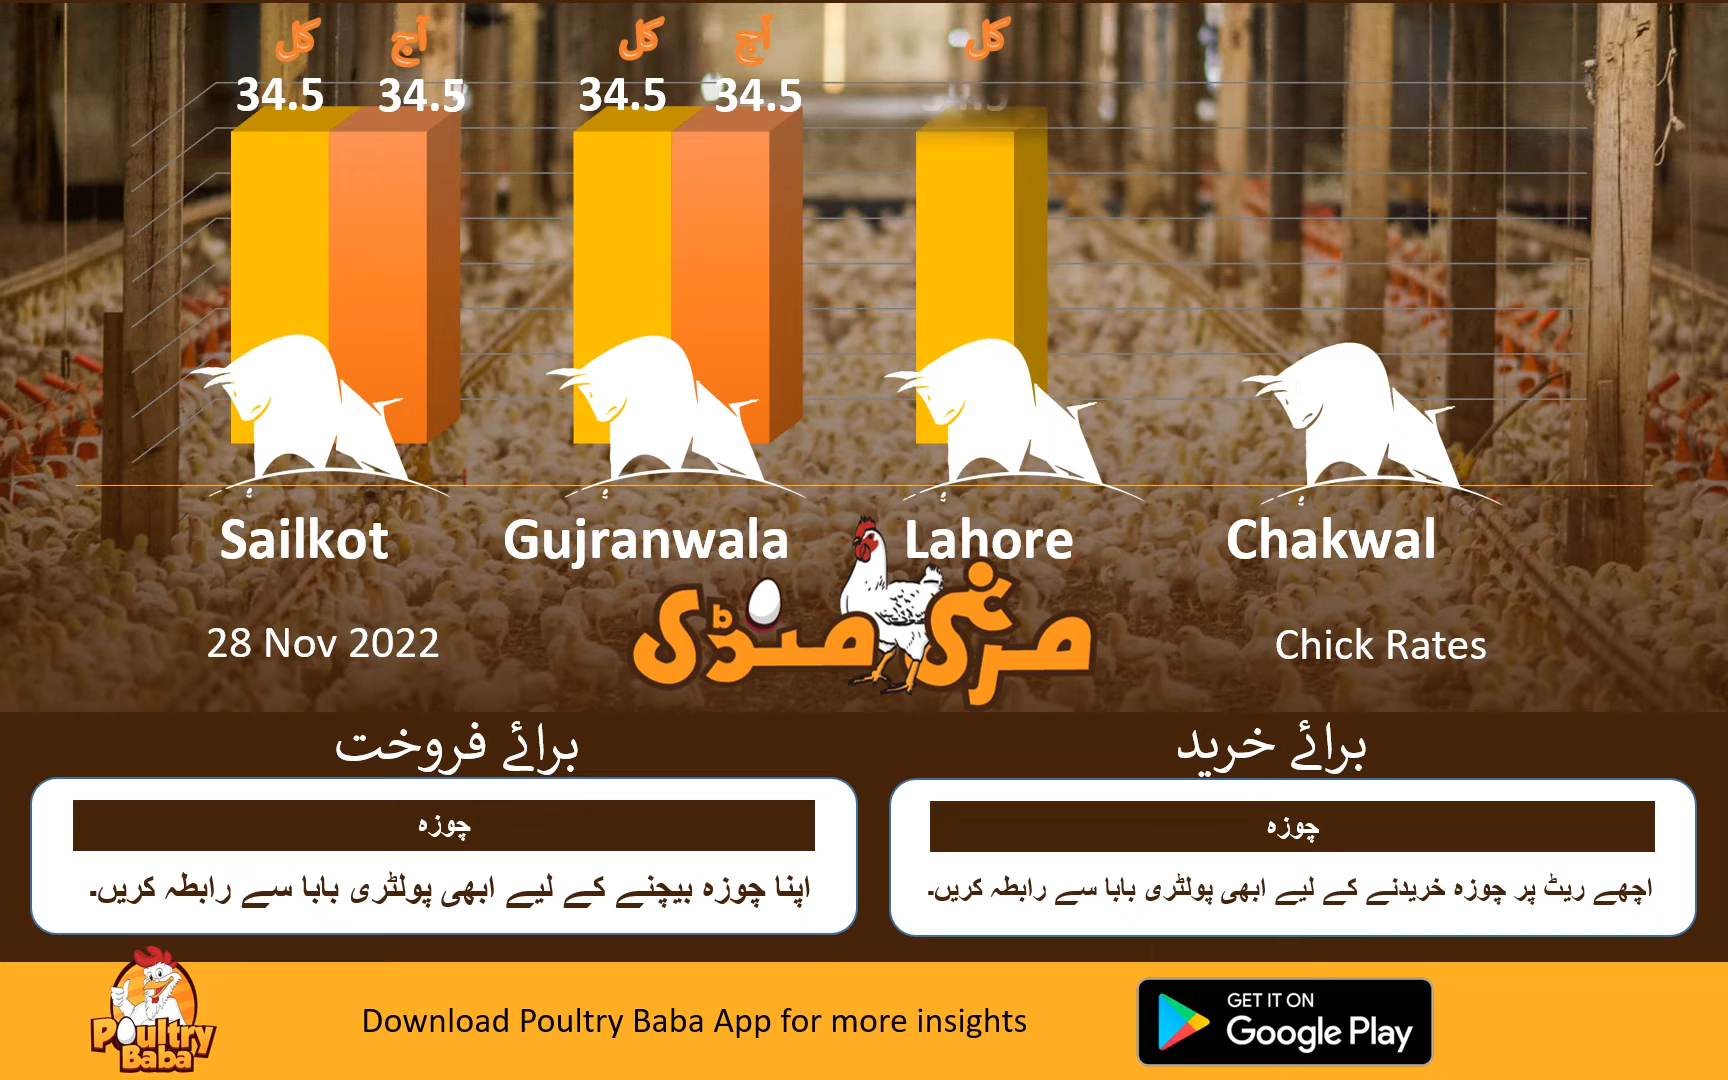 کل آج کل آج کل
34.5 34.5 34.5 34.5 34.5
Sailkot Gujranwala Lahore Chakwal
28 Nov 2022
مرغی منڈی
Chick Rates
برائے فروخت
چوزہ
اپنا چوزہ بیچنے کے لیے ابھی پولٹری بابا سے رابطہ کریں۔
برائے خرید
چوزہ
اچھے ریٹ پر چوزہ خریدنے کے لیے ابھی پولٹری بابا سے رابطہ کریں۔
Poultry
Baba
Download Poultry Baba App for more insights
GET IT ON
Google Play